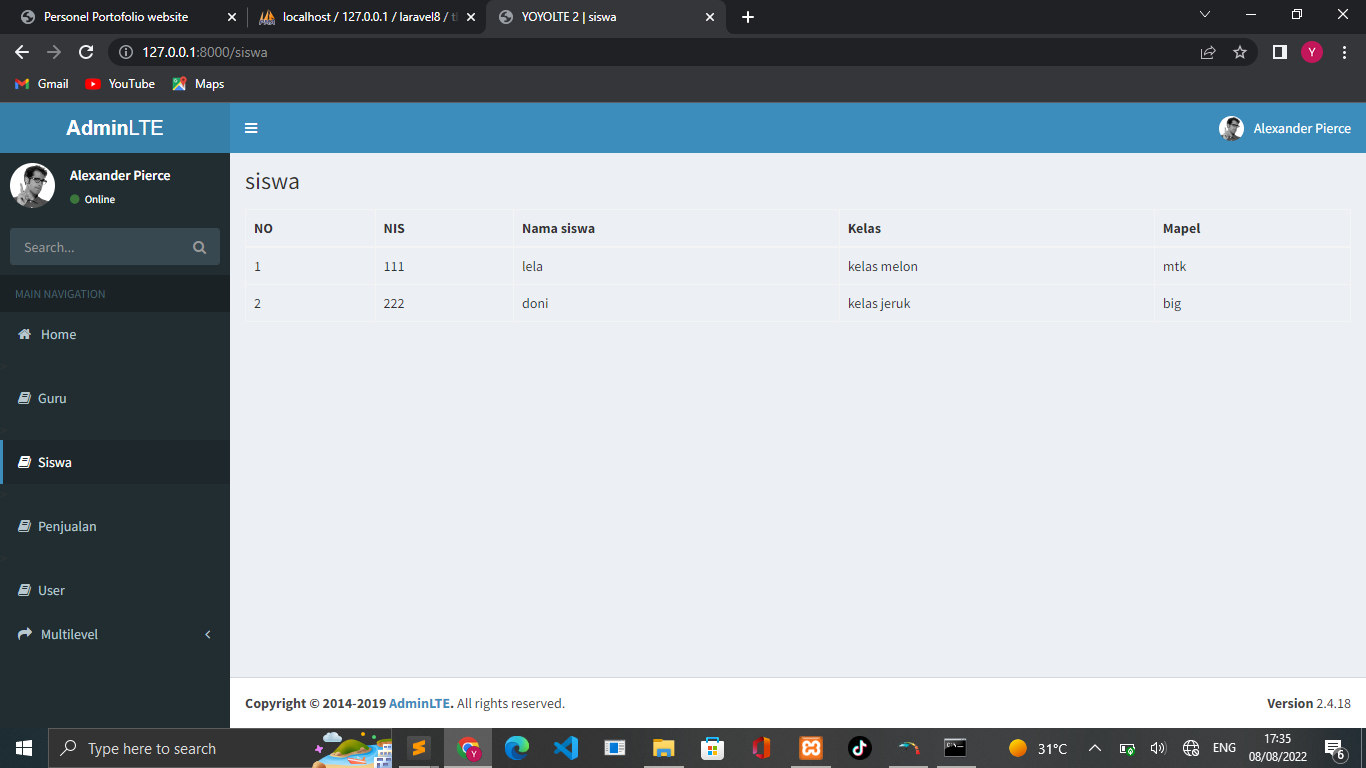 Personel Portofolio website
localhost / 127.0.0.1 / laravel8 / t
YOYOLTE 2 | siswa
127.0.0.1:8000/siswa
Y
Gmail
YouTube
Maps
AdminLTE
Alexander Pierce
Alexander Pierce
Online
Search...
MAIN NAVIGATION
Home
Guru
Siswa
Penjualan
User
Multilevel
siswa
NO NIS Nama siswa Kelas Mapel
1 111 lela kelas melon mtk
2 222 doni kelas jeruk big
Copyright © 2014-2019 AdminLTE. All rights reserved.
Version 2.4.18
Type here to search
Y
31°C
ENG
17:35
08/08/2022
6